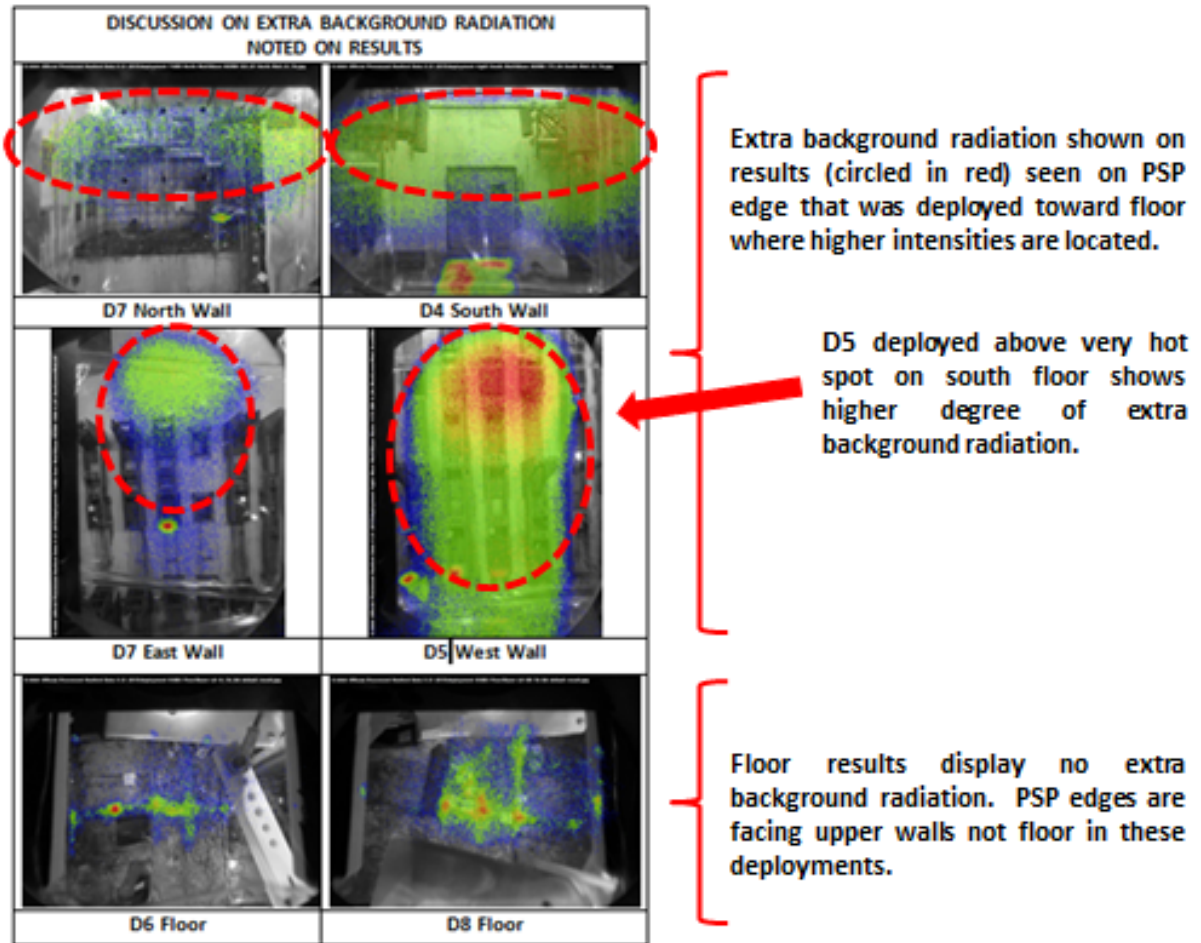 DISCUSSION ON EXTRA BACKGROUND RADIATION
NOTED ON RESULTS
D7 North Wall
D4 South Wall
D7 East Wall
D5 West Wall
D6 Floor
D8 Floor
Extra background radiation shown on
results (circled in red) seen on PSP
edge that was deployed toward floor
where higher intensities are located.
D5 deployed above very hot
spot on south floor shows
higher degree of extra
background radiation.
Floor results display no extra
background radiation. PSP edges are
facing upper walls not floor in these
deployments.